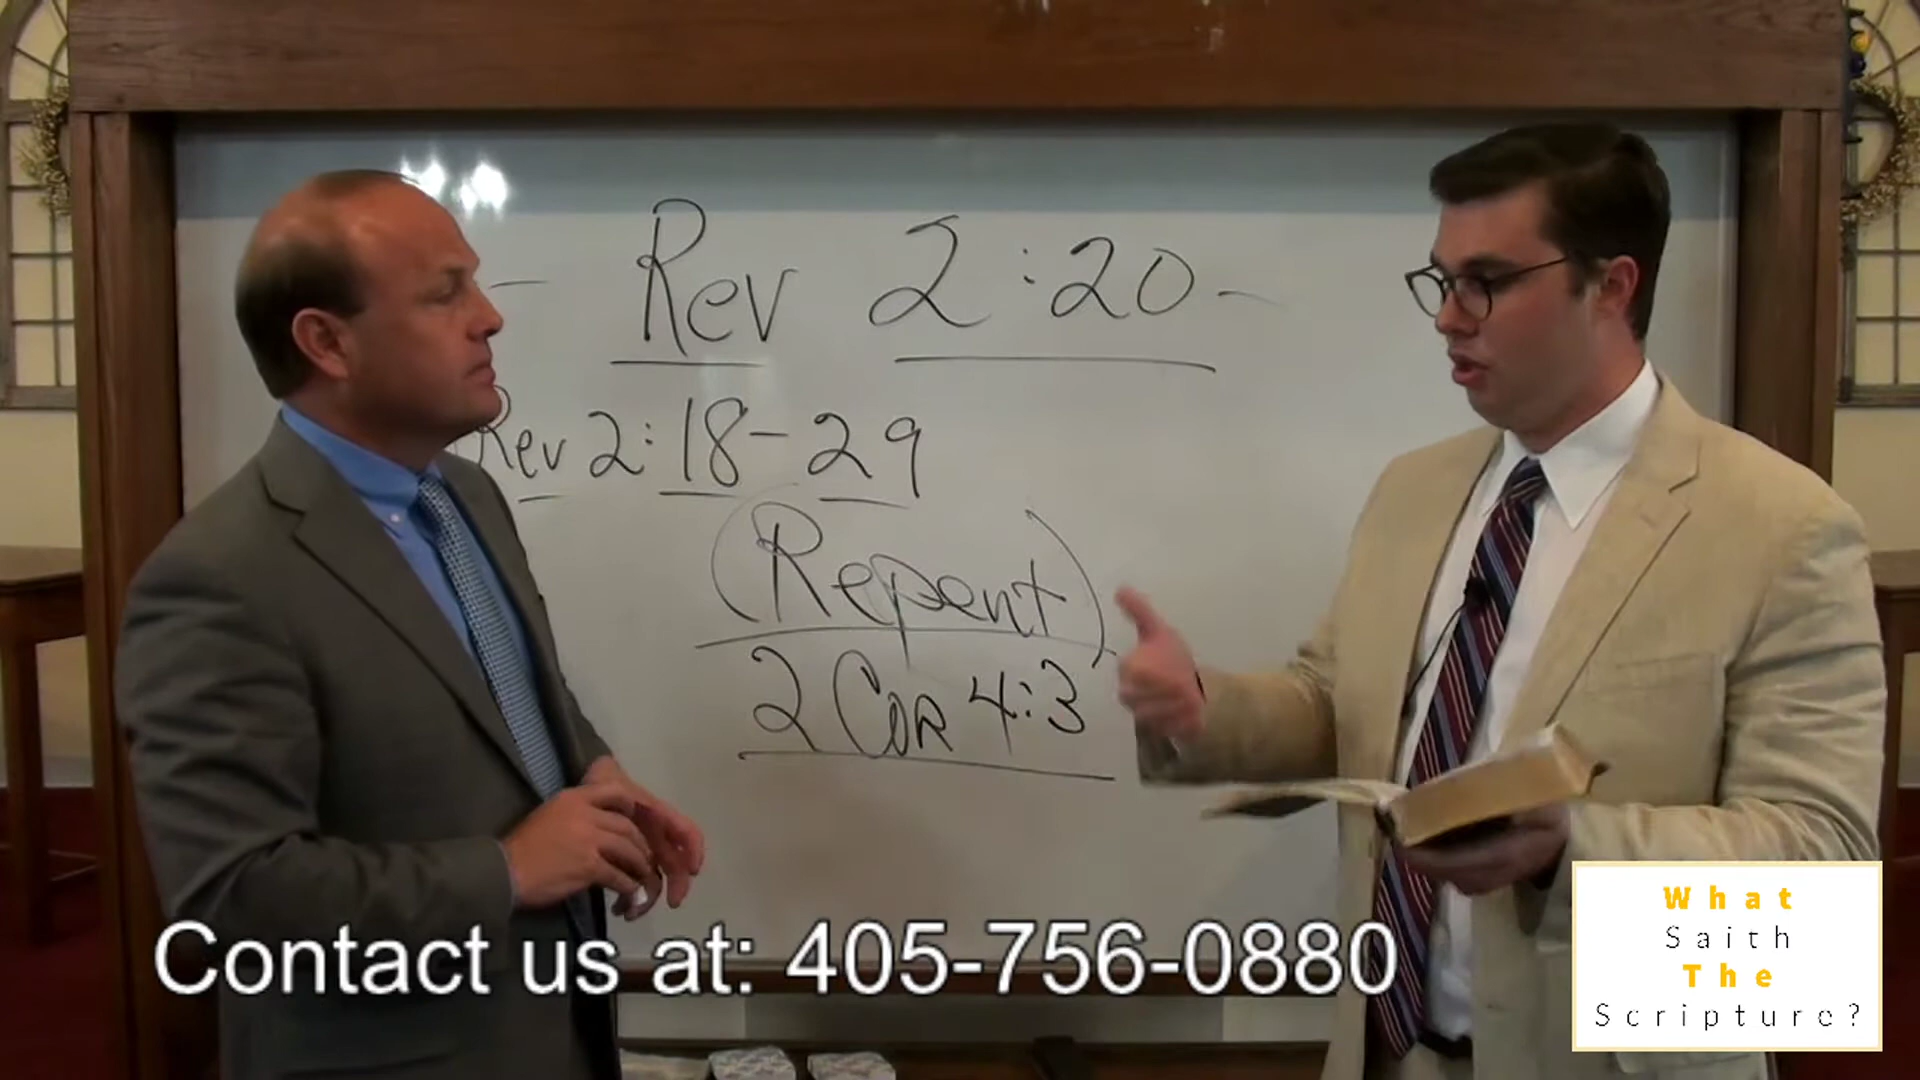 - Rev 2:20-
Rev 2:18-29
(Repent)
2 Cor 4:3
Contact us at: 405-756-0880
What
Saith
The
Scripture?